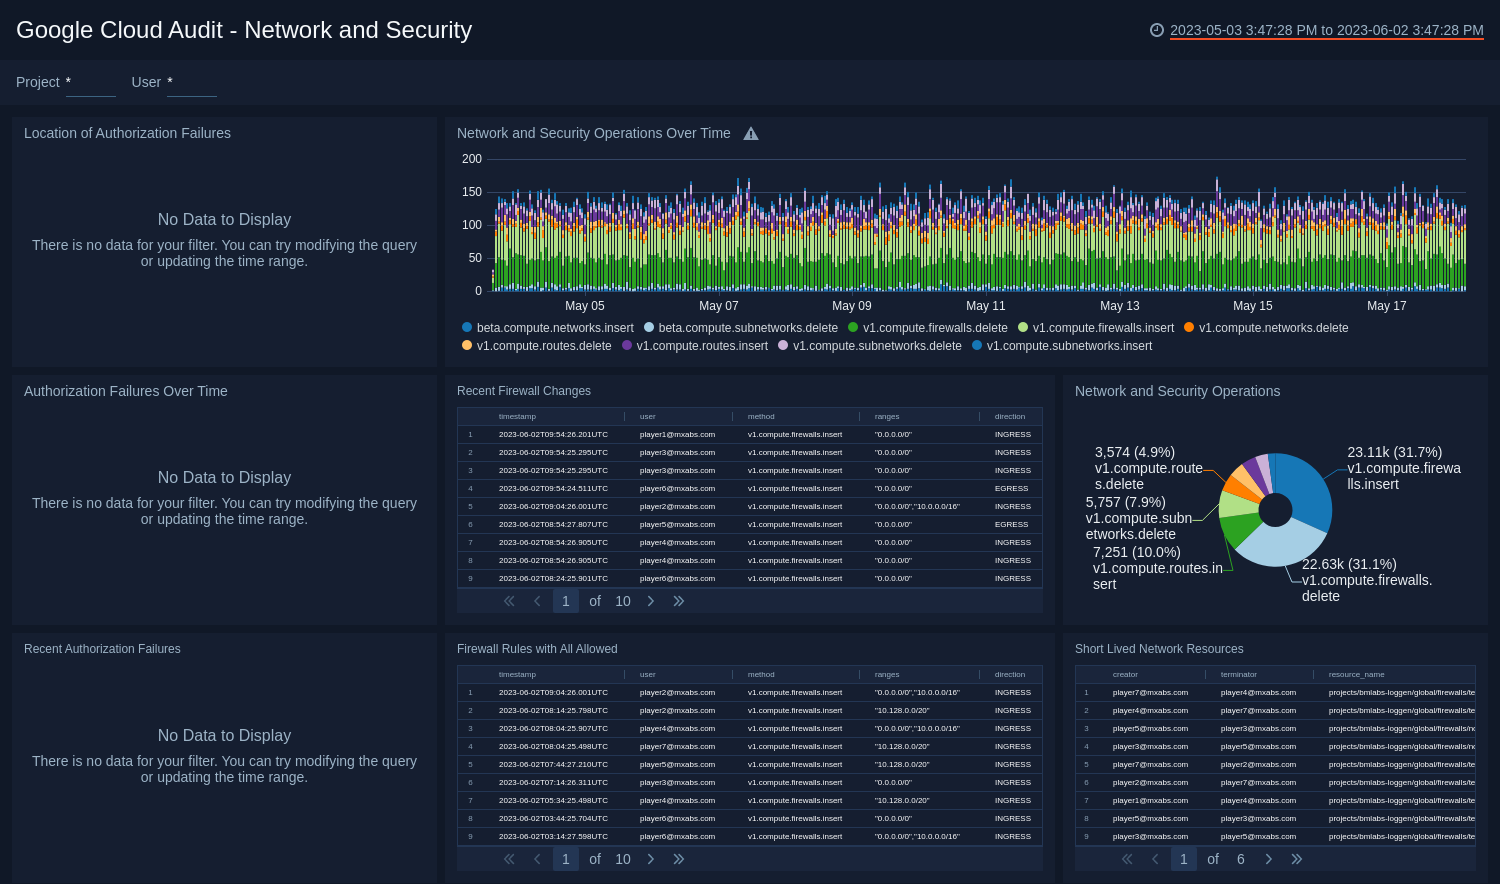 Google Cloud Audit - Network and Security
2023-05-03 3:47:28 PM to 2023-06-02 3:47:28 PM
Project *
User *
Location of Authorization Failures
No Data to Display
There is no data for your filter. You can try modifying the query
or updating the time range.
Network and Security Operations Over Time
200
150
100
50
0
May 05 May 07 May 09 May 11 May 13 May 15 May 17
beta.compute.networks.insert beta.compute.subnetworks.delete v1.compute.firewalls.delete v1.compute.firewalls.insert v1.compute.networks.delete
v1.compute.routes.delete v1.compute.routes.insert v1.compute.subnetworks.delete v1.compute.subnetworks.insert
Authorization Failures Over Time
No Data to Display
There is no data for your filter. You can try modifying the query
or updating the time range.
Recent Firewall Changes
timestamp user method ranges direction
1 2023-06-02T09:54:26.201UTC player1@mxabs.com v1.compute.firewalls.insert "0.0.0.0/0" INGRESS
2 2023-06-02T09:54:25.295UTC player3@mxabs.com v1.compute.firewalls.insert "0.0.0.0/0" INGRESS
3 2023-06-02T09:54:25.295UTC player3@mxabs.com v1.compute.firewalls.insert "0.0.0.0/0" INGRESS
4 2023-06-02T09:54:24.511UTC player6@mxabs.com v1.compute.firewalls.insert "0.0.0.0/0" EGRESS
5 2023-06-02T09:04:26.001UTC player2@mxabs.com v1.compute.firewalls.insert "0.0.0.0/0","10.0.0.0/16" INGRESS
6 2023-06-02T08:54:27.807UTC player5@mxabs.com v1.compute.firewalls.insert "0.0.0.0/0" EGRESS
7 2023-06-02T08:54:26.905UTC player4@mxabs.com v1.compute.firewalls.insert "0.0.0.0/0" INGRESS
8 2023-06-02T08:54:26.905UTC player4@mxabs.com v1.compute.firewalls.insert "0.0.0.0/0" INGRESS
9 2023-06-02T08:24:25.901UTC player6@mxabs.com v1.compute.firewalls.insert "0.0.0.0/0" INGRESS
1 of 10
Network and Security Operations
3,574 (4.9%)
v1.compute.route
s.delete
5,757 (7.9%)
v1.compute.subn
etworks.delete
7,251 (10.0%)
v1.compute.routes.in
sert
23.11k (31.7%)
v1.compute.firewa
lls.insert
22.63k (31.1%)
v1.compute.firewalls.
delete
Recent Authorization Failures
No Data to Display
There is no data for your filter. You can try modifying the query
or updating the time range.
Firewall Rules with All Allowed
timestamp user method ranges direction
1 2023-06-02T09:04:26.001UTC player2@mxabs.com v1.compute.firewalls.insert "0.0.0.0/0","10.0.0.0/16" INGRESS
2 2023-06-02T08:14:25.798UTC player2@mxabs.com v1.compute.firewalls.insert "10.128.0.0/20" INGRESS
3 2023-06-02T08:04:25.907UTC player4@mxabs.com v1.compute.firewalls.insert "0.0.0.0/0","10.0.0.0/16" INGRESS
4 2023-06-02T08:04:25.498UTC player7@mxabs.com v1.compute.firewalls.insert "10.128.0.0/20" INGRESS
5 2023-06-02T07:44:27.210UTC player5@mxabs.com v1.compute.firewalls.insert "10.128.0.0/20" INGRESS
6 2023-06-02T07:14:26.311UTC player3@mxabs.com v1.compute.firewalls.insert "0.0.0.0/0" INGRESS
7 2023-06-02T05:34:25.498UTC player4@mxabs.com v1.compute.firewalls.insert "10.128.0.0/20" INGRESS
8 2023-06-02T03:44:25.704UTC player6@mxabs.com v1.compute.firewalls.insert "0.0.0.0/0" INGRESS
9 2023-06-02T03:14:27.598UTC player6@mxabs.com v1.compute.firewalls.insert "0.0.0.0/0","10.0.0.0/16" INGRESS
1 of 10
Short Lived Network Resources
creator terminator resource_name
1 player7@mxabs.com player4@mxabs.com projects/bmlabs-loggen/global/firewalls/te
2 player4@mxabs.com player7@mxabs.com projects/bmlabs-loggen/global/firewalls/te
3 player5@mxabs.com player3@mxabs.com projects/bmlabs-loggen/global/firewalls/no
4 player3@mxabs.com player5@mxabs.com projects/bmlabs-loggen/global/firewalls/no
5 player7@mxabs.com player2@mxabs.com projects/bmlabs-loggen/global/firewalls/te
6 player2@mxabs.com player7@mxabs.com projects/bmlabs-loggen/global/firewalls/te
7 player1@mxabs.com player4@mxabs.com projects/bmlabs-loggen/global/firewalls/te
8 player5@mxabs.com player3@mxabs.com projects/bmlabs-loggen/global/firewalls/te
9 player3@mxabs.com player5@mxabs.com projects/bmlabs-loggen/global/firewalls/te
1 of 6